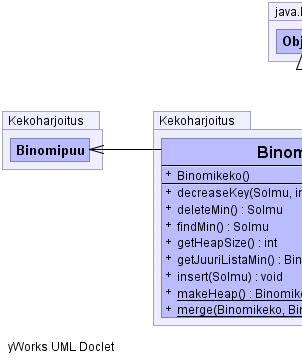 java.l
Obj
Kekoharjoitus
Binomipuu
Kekoharjoitus
Binom
+ Binomikeko()
+ decreaseKey(Solmu, in
+ deleteMin() : Solmu
+ findMin() : Solmu
+ getHeapSize() : int
+ getJuuriListaMin() : Bin
+ insert(Solmu) : void
+ makeHeap() : Binomike
+ merge(Binomikeko, Bin
yWorks UML Doclet